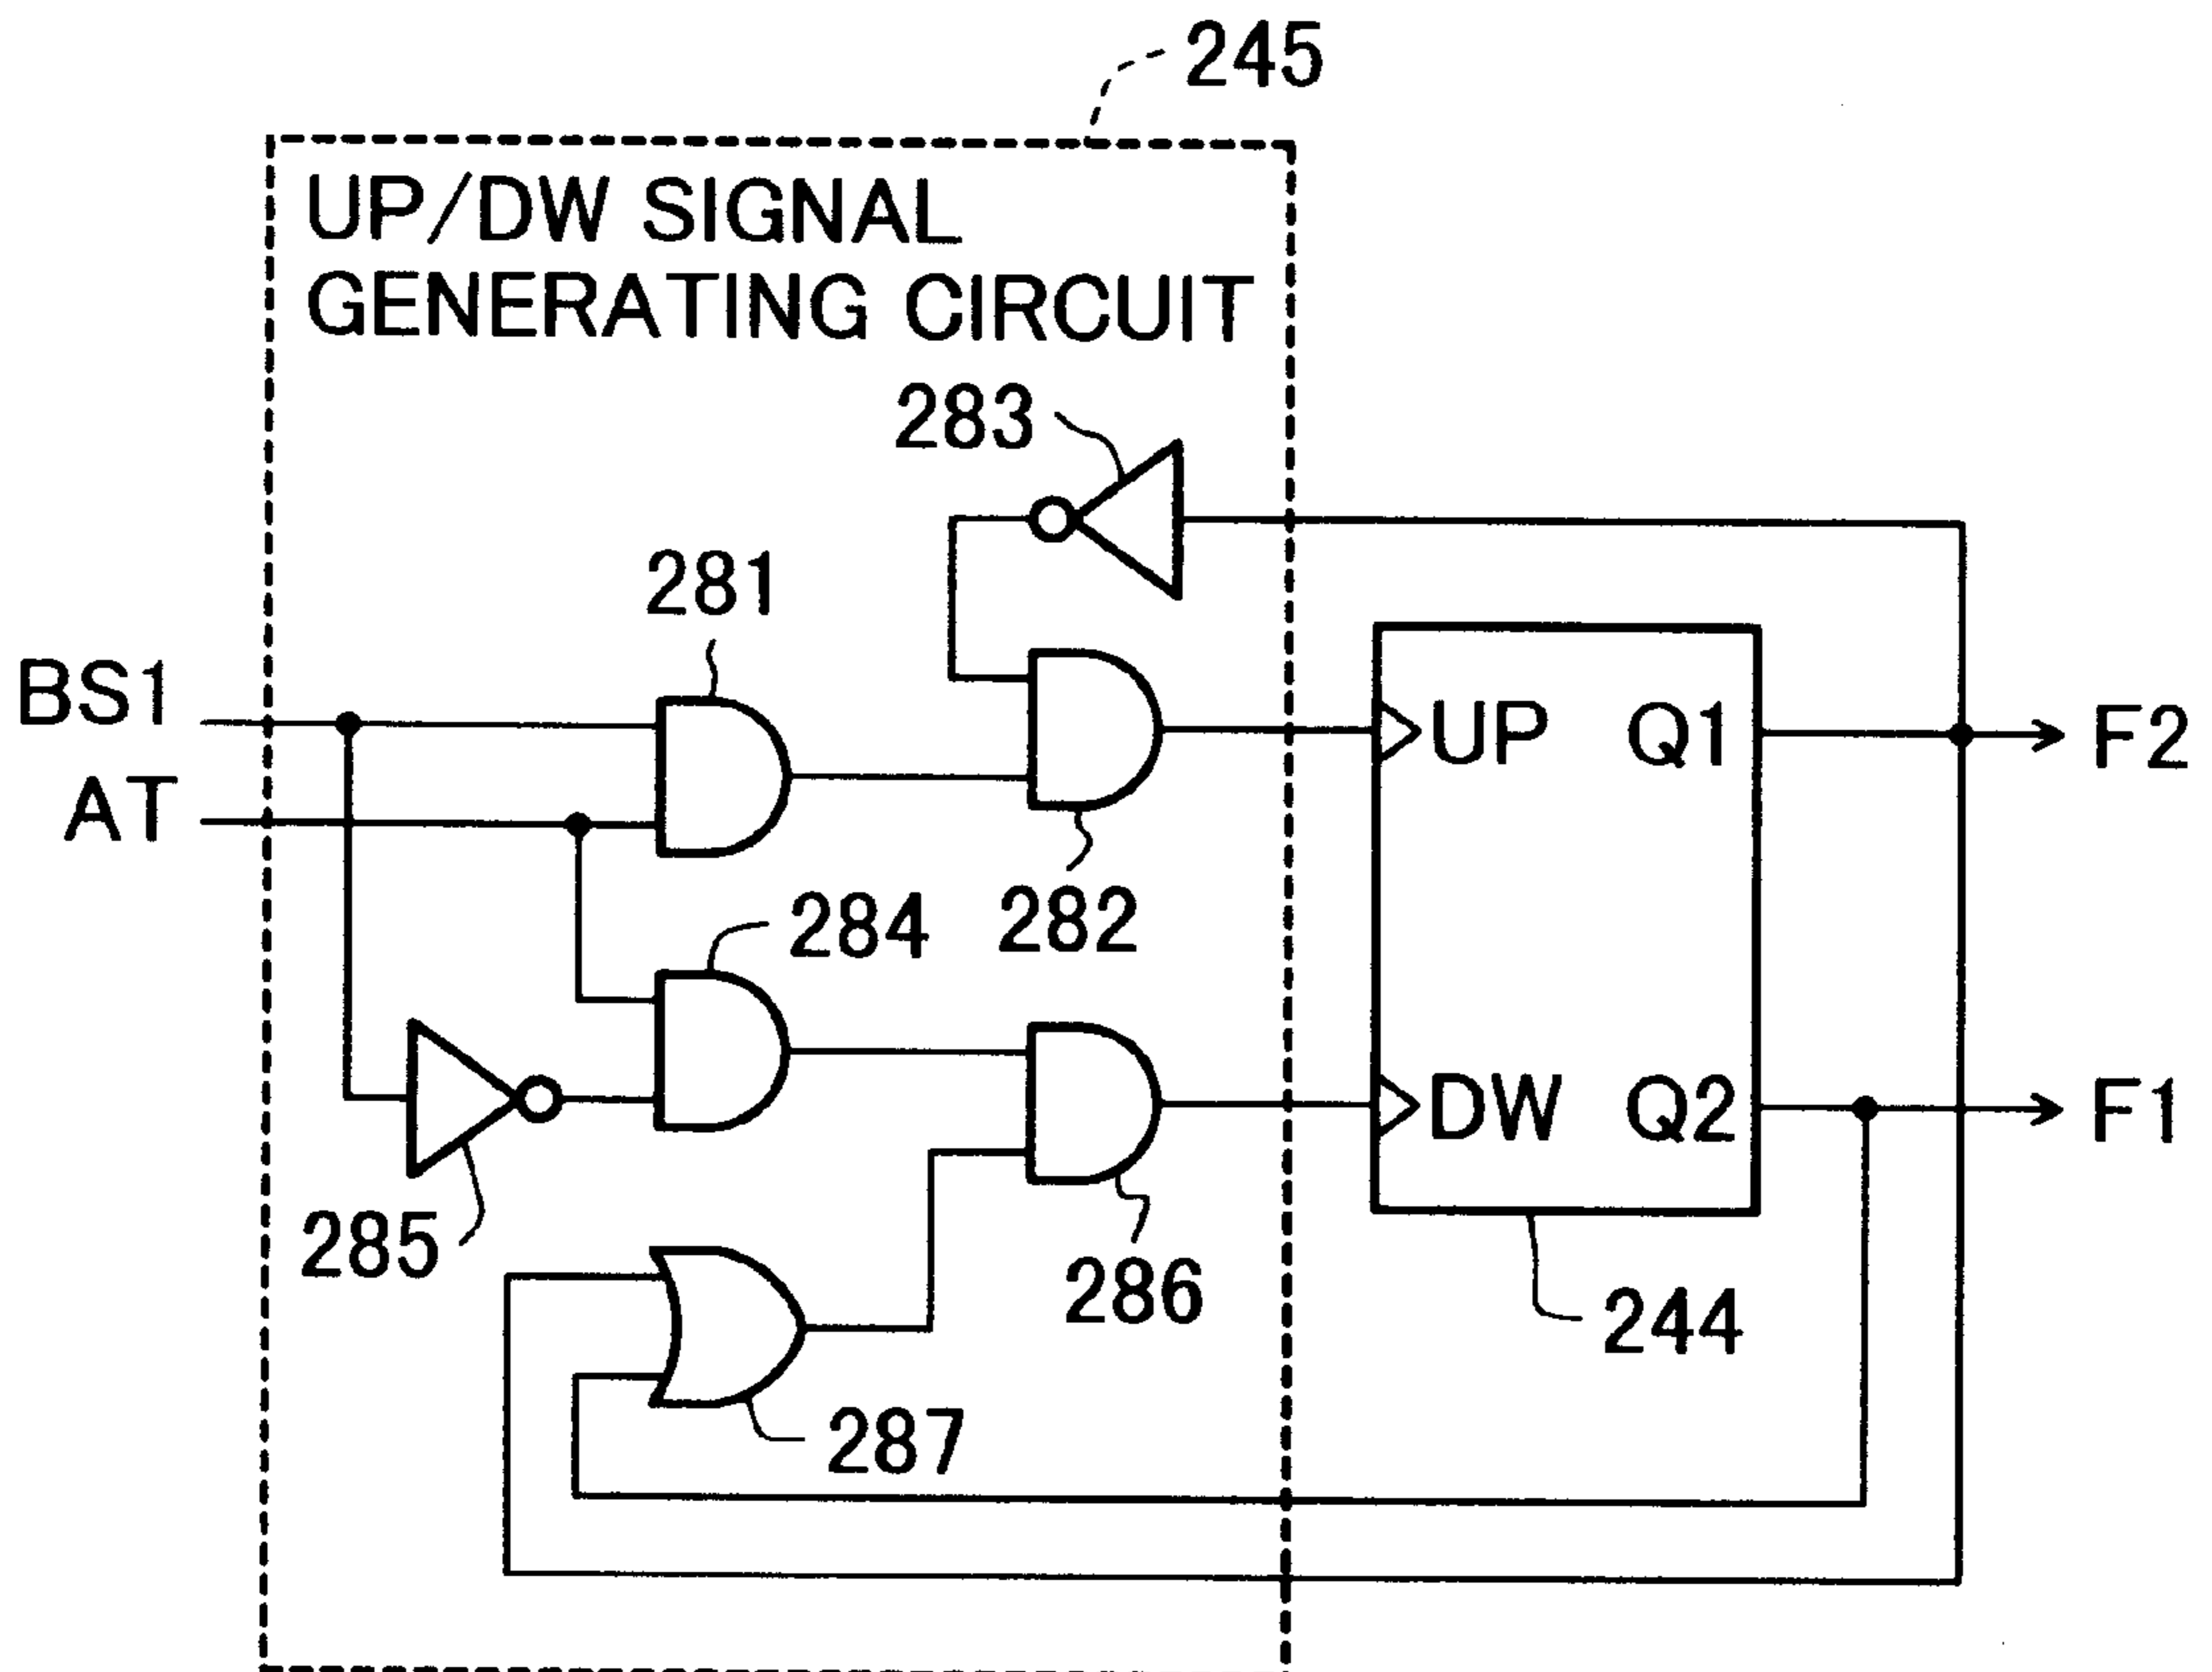 245
UP/DW SIGNAL
GENERATING CIRCUIT
283
281
BS1
UP Q1
F2
AT
282
284
DW Q2
F1
285
286
244
287